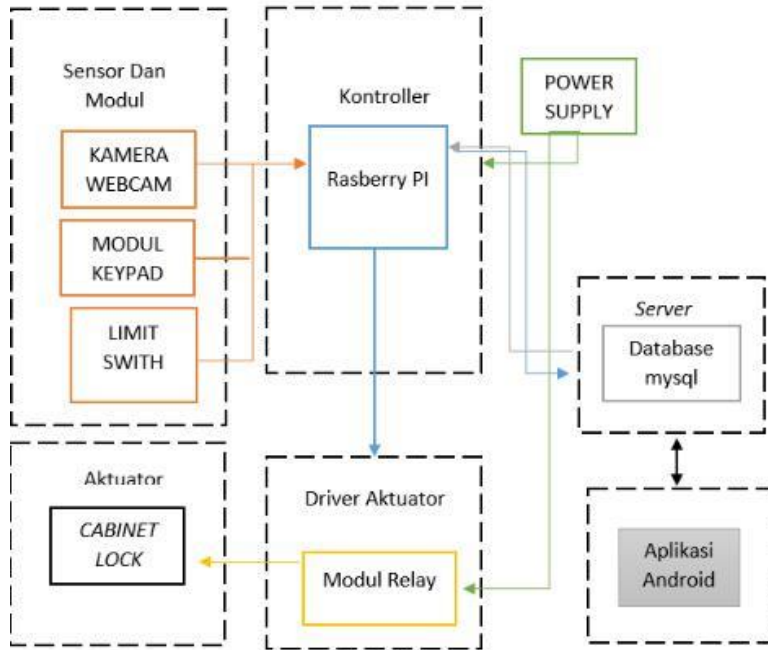 Sensor Dan
Modul
KAMERA
WEBCAM
MODUL
KEYPAD
LIMIT
SWITH
Kontroller
Rasberry PI
POWER
SUPPLY
Server
Database
mysql
Aktuator
CABINET
LOCK
Driver Aktuator
Modul Relay
Aplikasi
Android